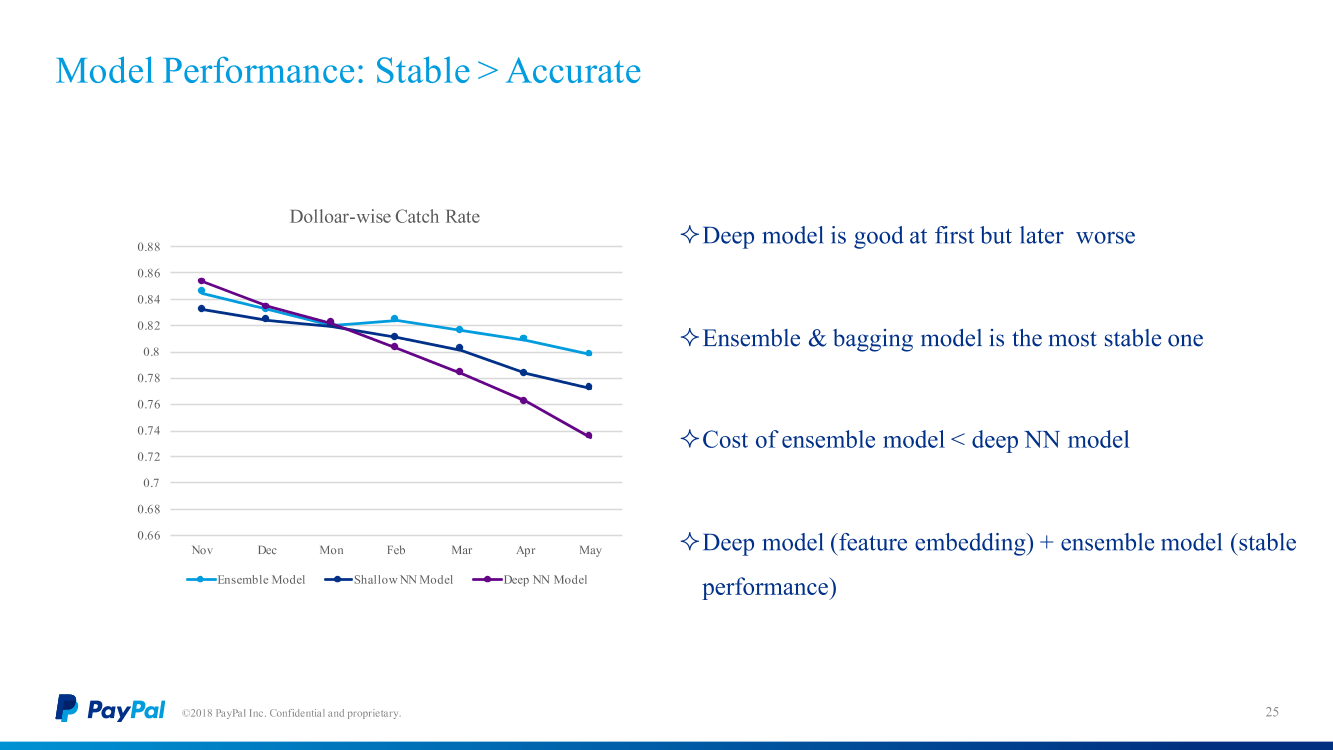 Model Performance: Stable > Accurate
Dolloar-wise Catch Rate
0.88
0.86
0.84
0.82
0.8
0.78
0.76
0.74
0.72
0.7
0.68
0.66
Nov Dec Mon Feb Mar Apr May
Ensemble Model Shallow NN Model Deep NN Model
✧Deep model is good at first but later worse
✧Ensemble & bagging model is the most stable one
✧Cost of ensemble model < deep NN model
✧Deep model (feature embedding) + ensemble model (stable
performance)
PayPal ©2018 PayPal Inc. Confidential and proprietary. 25